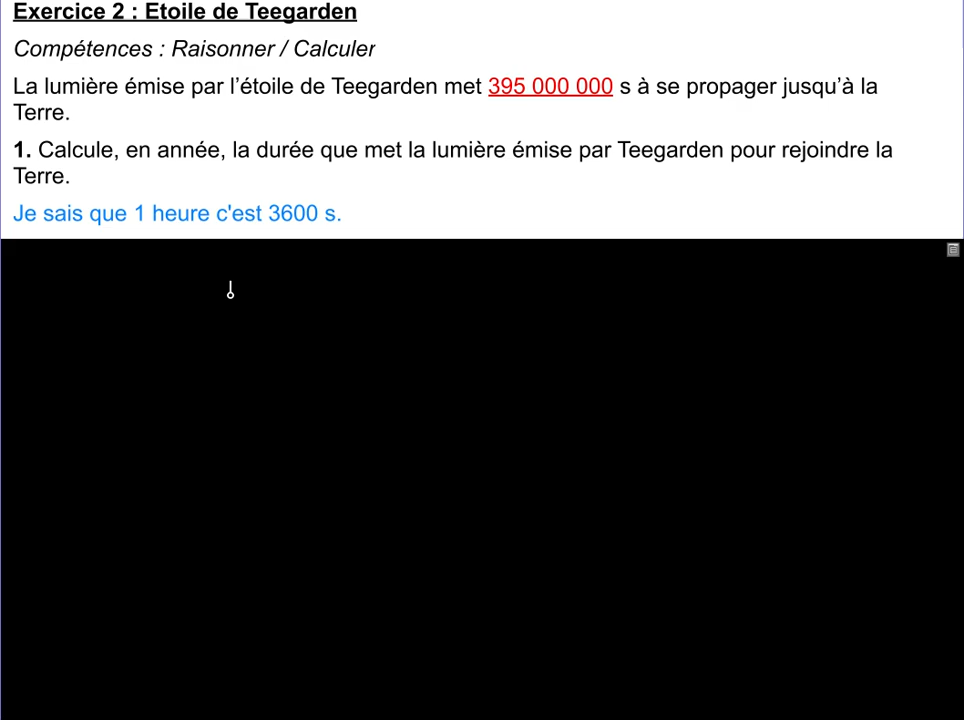 Exercice 2 : Etoile de Teegarden
Compétences : Raisonner / Calculer
La lumière émise par l’étoile de Teegarden met 395 000 000 s à se propager jusqu’à la
Terre.
1. Calcule, en année, la durée que met la lumière émise par Teegarden pour rejoindre la
Terre.
Je sais que 1 heure c'est 3600 s.